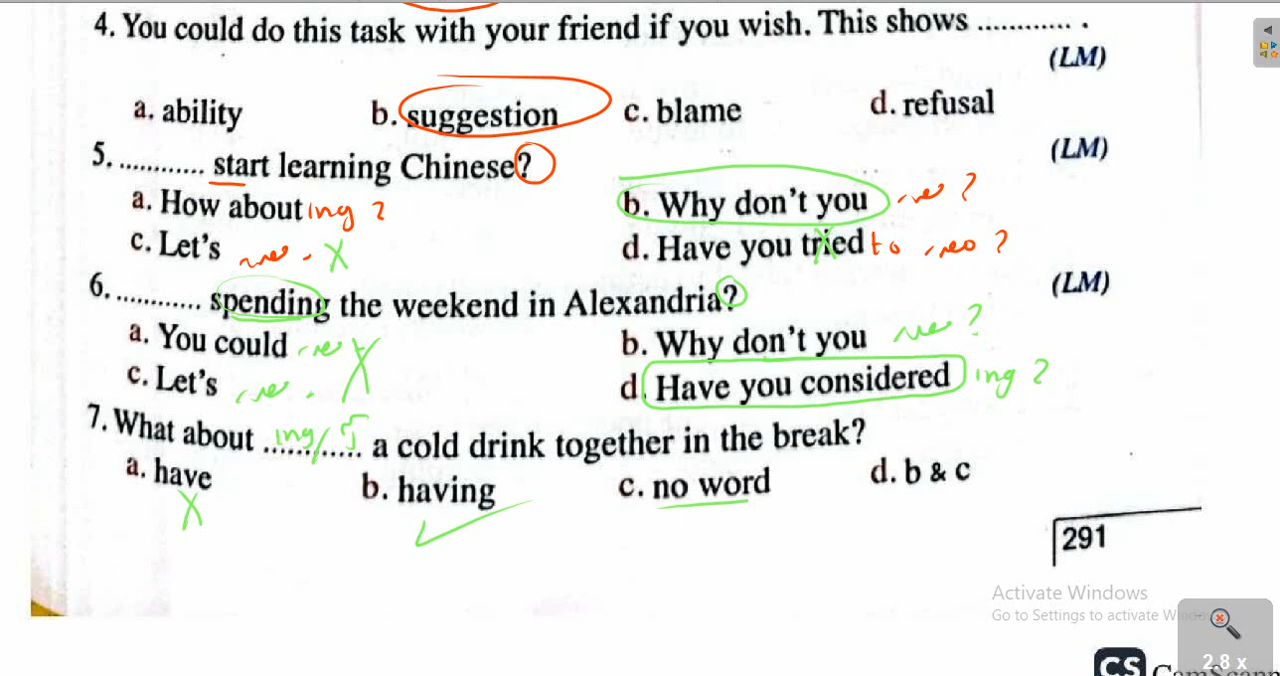 4. You could do this task with your friend if you wish. This shows ............ .
(LM)
a. ability b. suggestion c. blame d. refusal
5. ............ start learning Chinese? (LM)
a. How about ing ? b. Why don't you ?
c. Let's . X d. Have you tried to ?
6. ............ spending the weekend in Alexandria? (LM)
a. You could b. Why don't you ?
c. Let's . X d. Have you considered ing ?
7. What about ing/ ............ a cold drink together in the break?
a. have b. having c. no word d. b & c
X
291
Activate Windows
Go to Settings to activate
2.8 x
CS